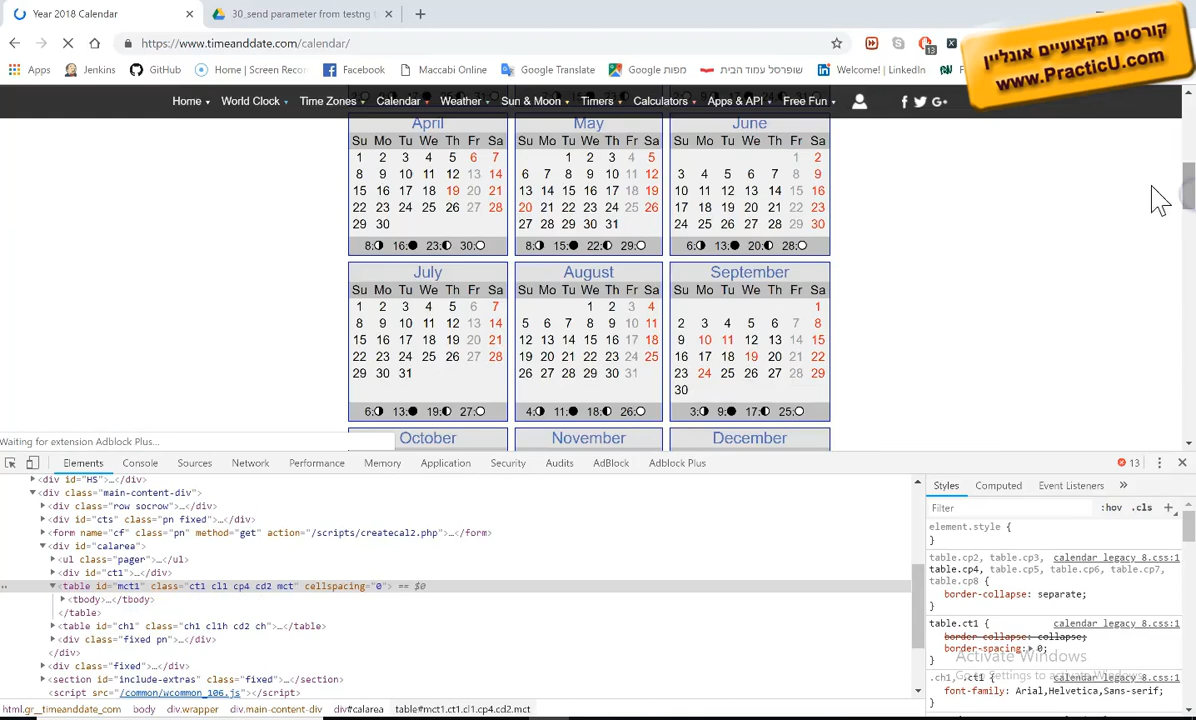 Year 2018 Calendar
30_send parameter from testng
https://www.timeanddate.com/calendar/
13
קורסים מקצועיים אונליין
www.PracticU.com
Apps Jenkins GitHub Home | Screen Recor Facebook Maccabi Online Google Translate מפות Google שופרסל עמוד הבית Welcome! | LinkedIn
Home World Clock Time Zones Calendar Weather Sun & Moon Timers Calculators Apps & API Free Fun
April May June
Su Mo Tu We Th Fr Sa Su Mo Tu We Th Fr Sa Su Mo Tu We Th Fr Sa
1 2 3 4 5 6 7 1 2 3 4 5 1 2
8 9 10 11 12 13 14 6 7 8 9 10 11 12 3 4 5 6 7 8 9
15 16 17 18 19 20 21 13 14 15 16 17 18 19 10 11 12 13 14 15 16
22 23 24 25 26 27 28 20 21 22 23 24 25 26 17 18 19 20 21 22 23
29 30 27 28 29 30 31 24 25 26 27 28 29 30
8: 16: 23: 30: 8: 15: 22: 29: 6: 13: 20: 28:
July August September
Su Mo Tu We Th Fr Sa Su Mo Tu We Th Fr Sa Su Mo Tu We Th Fr Sa
1 2 3 4 5 6 7 1 2 3 4 1
8 9 10 11 12 13 14 5 6 7 8 9 10 11 2 3 4 5 6 7 8
15 16 17 18 19 20 21 12 13 14 15 16 17 18 9 10 11 12 13 14 15
22 23 24 25 26 27 28 19 20 21 22 23 24 25 16 17 18 19 20 21 22
29 30 31 26 27 28 29 30 31 23 24 25 26 27 28 29
30
6: 13: 19: 27: 4: 11: 18: 26: 3: 9: 17: 25:
October November December
Waiting for extension Adblock Plus...
Elements Console Sources Network Performance Memory Application Security Audits AdBlock Adblock Plus 13
<div id="HS">…</div>
<div class="main-content-div">
<div class="row socrow">…</div>
<div id="cts" class="pn fixed">…</div>
<form name="cf" class="pn" method="get" action="/scripts/createcal2.php">…</form>
<div id="calarea">
<ul class="pager">…</ul>
<div id="ct1">…</div>
<table id="mct1" class="ct1 cl1 cp4 cd2 mct" cellspacing="0"> == $0
<tbody>…</tbody>
</table>
<table id="ch1" class="ch1 cl1h cd2 ch">…</table>
<div class="fixed pn">…</div>
</div>
<div class="fixed">…</div>
<section id="include-extras" class="fixed">…</section>
<script src="/common/wcommon_106.js"></script>
html.gr__timeanddate_com body div.wrapper div.main-content-div div#calarea table#mct1.ct1.cl1.cp4.cd2.mct
Styles Computed Event Listeners »
Filter :hov .cls +
element.style {
}
table.cp2, table.cp3, calendar_legacy_8.css:1
table.cp4, table.cp5, table.cp6, table.cp7,
table.cp8 {
border-collapse: separate;
}
table.ct1 { calendar_legacy_8.css:1
border-collapse: collapse;
border-spacing: 0;
}
Activate Windows
Go to Settings to activate Windows.
.ch1, .ct1 { calendar_legacy_8.css:1
font-family: Arial,Helvetica,Sans-serif;
}